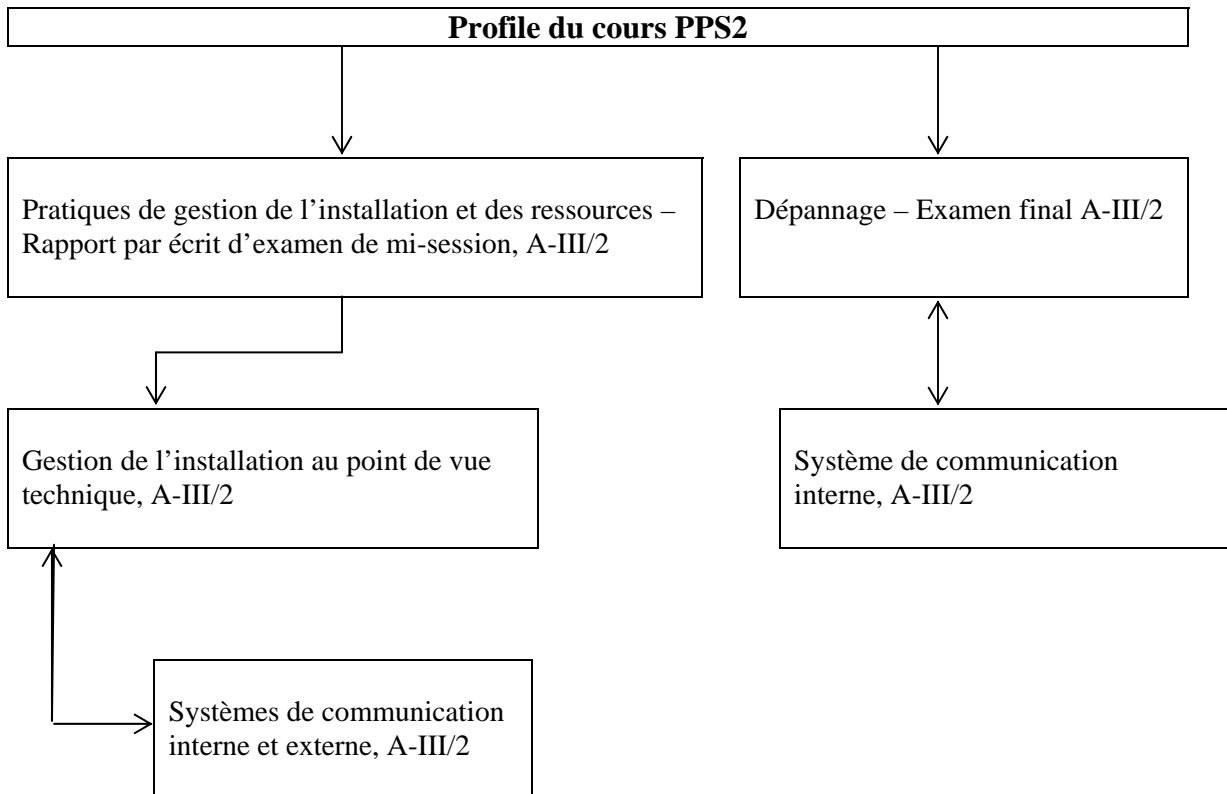 Profile du cours PPS2
Pratiques de gestion de l’installation et des ressources –
Rapport par écrit d’examen de mi-session, A-III/2
Dépannage – Examen final A-III/2
Gestion de l’installation au point de vue
technique, A-III/2
Système de communication
interne, A-III/2
Systèmes de communication
interne et externe, A-III/2